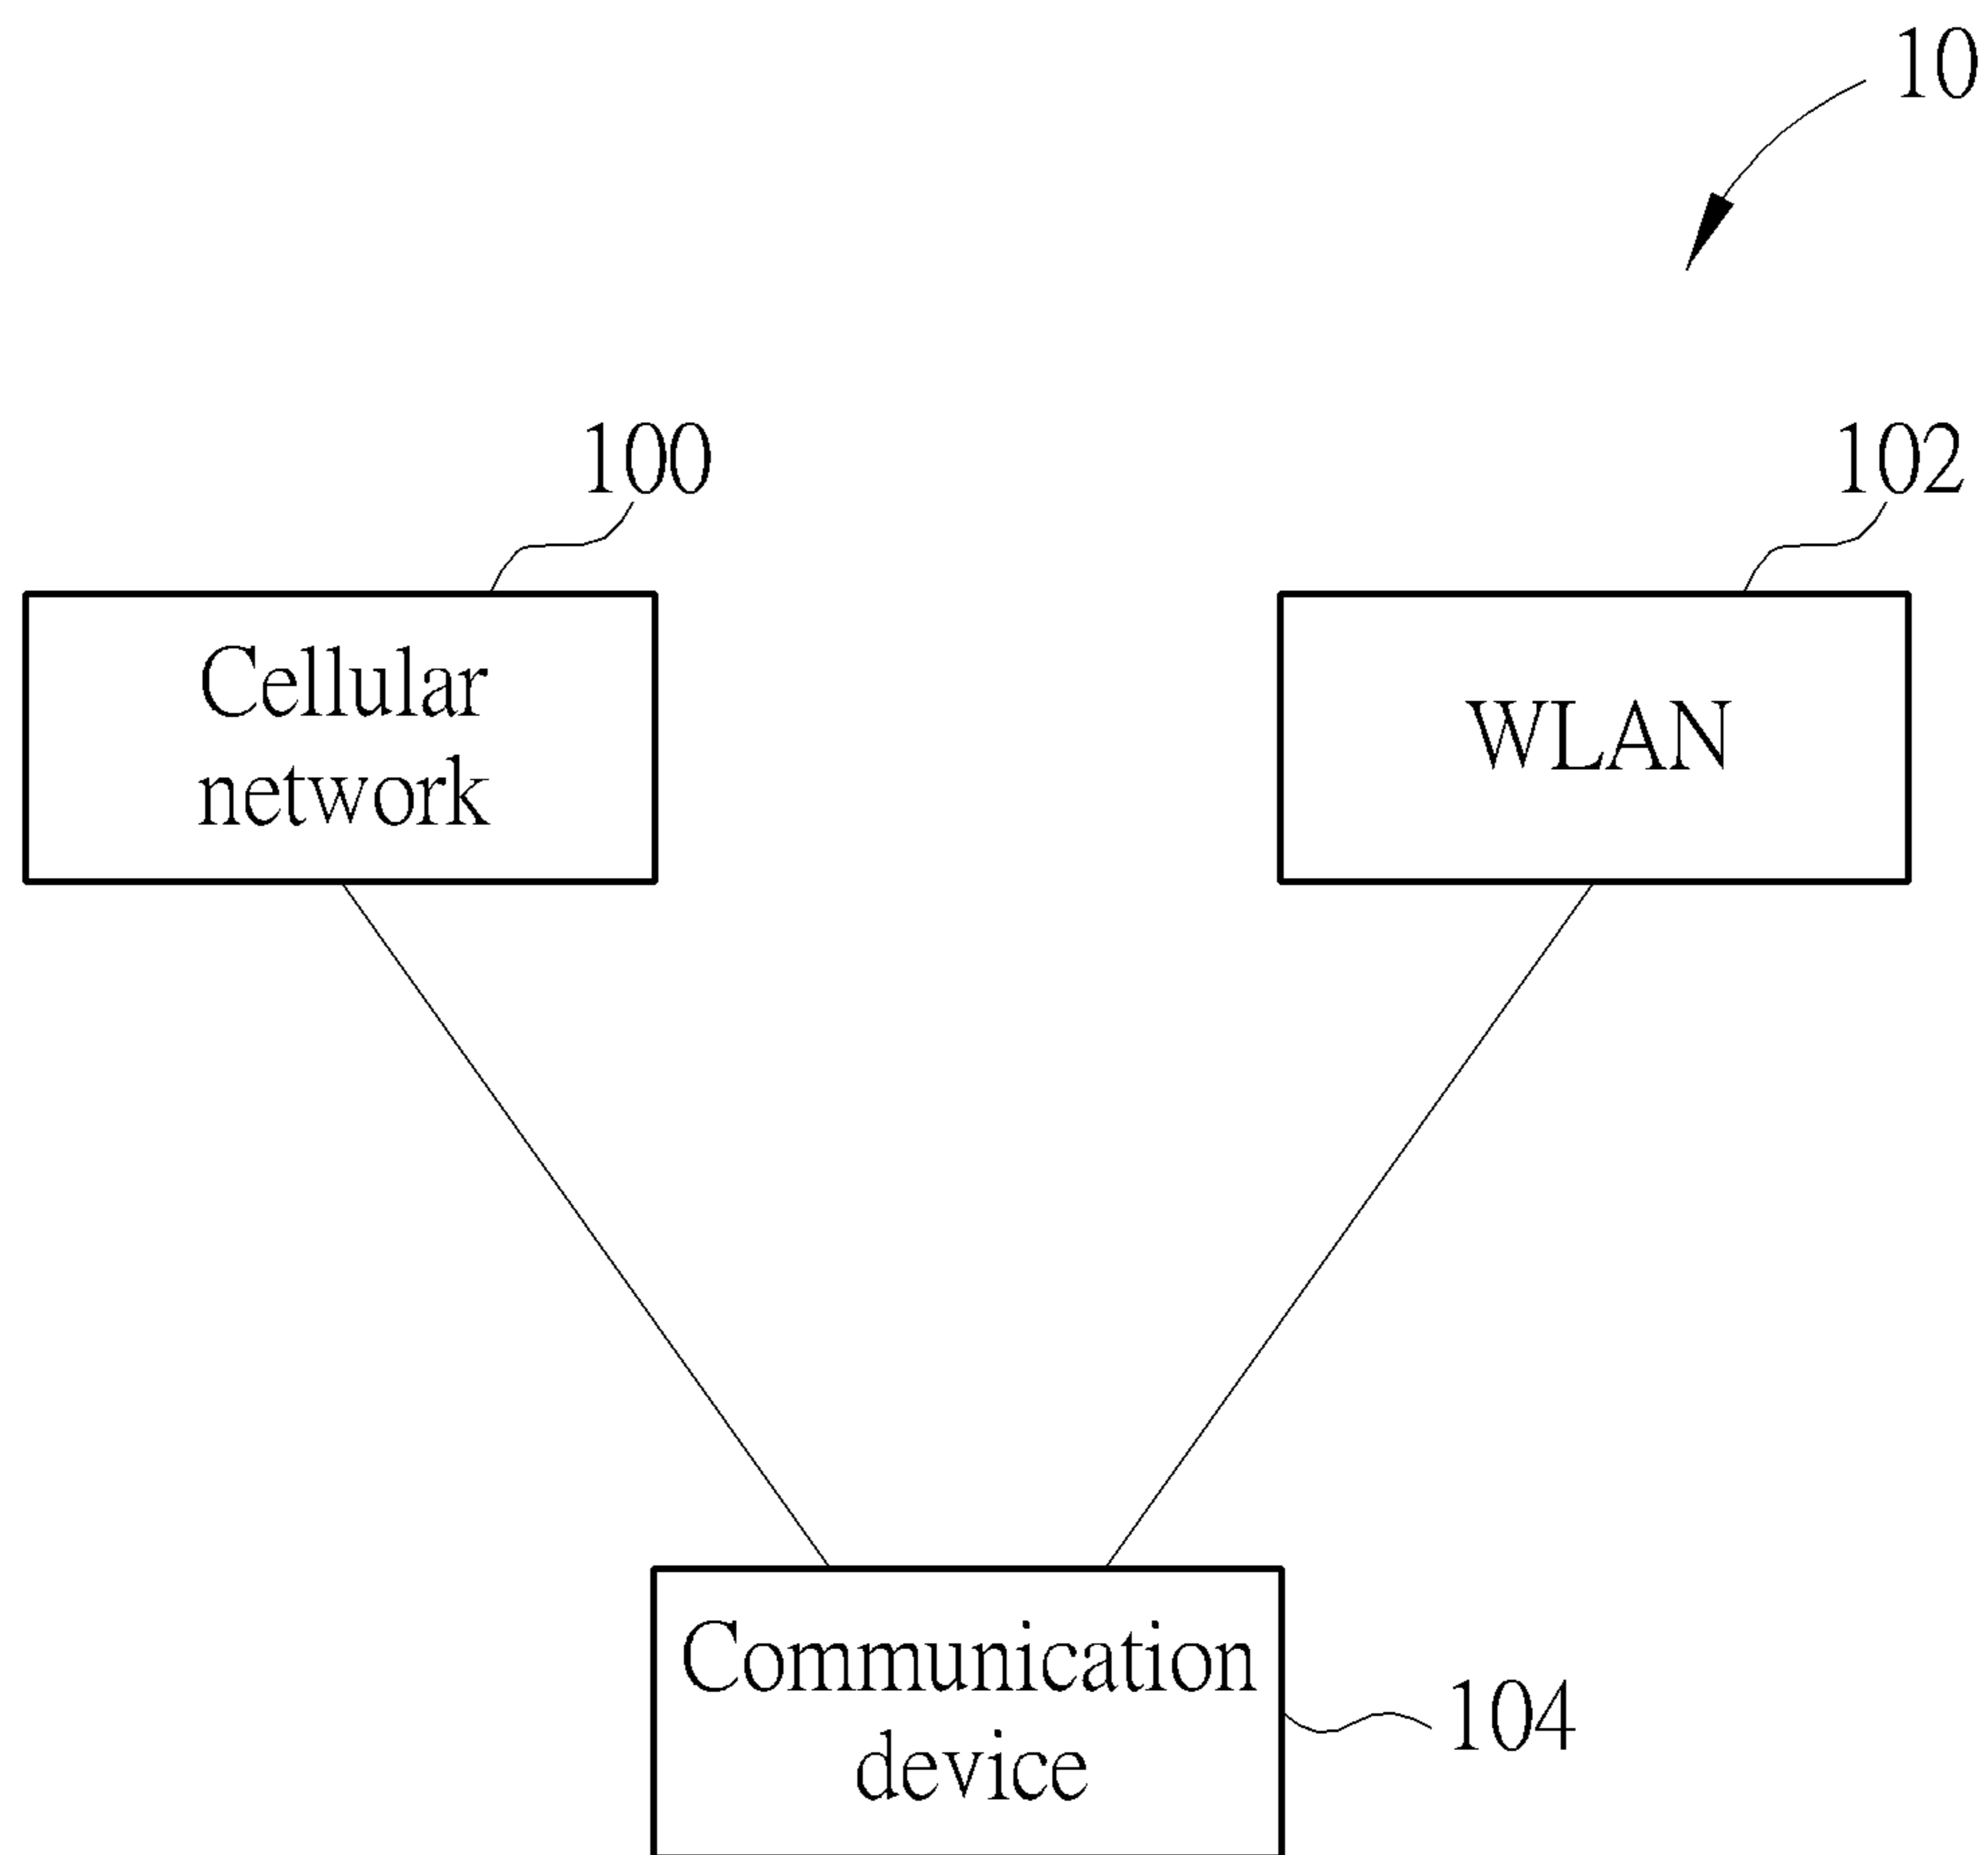 10
100
102
Cellular
network
WLAN
Communication
device
104